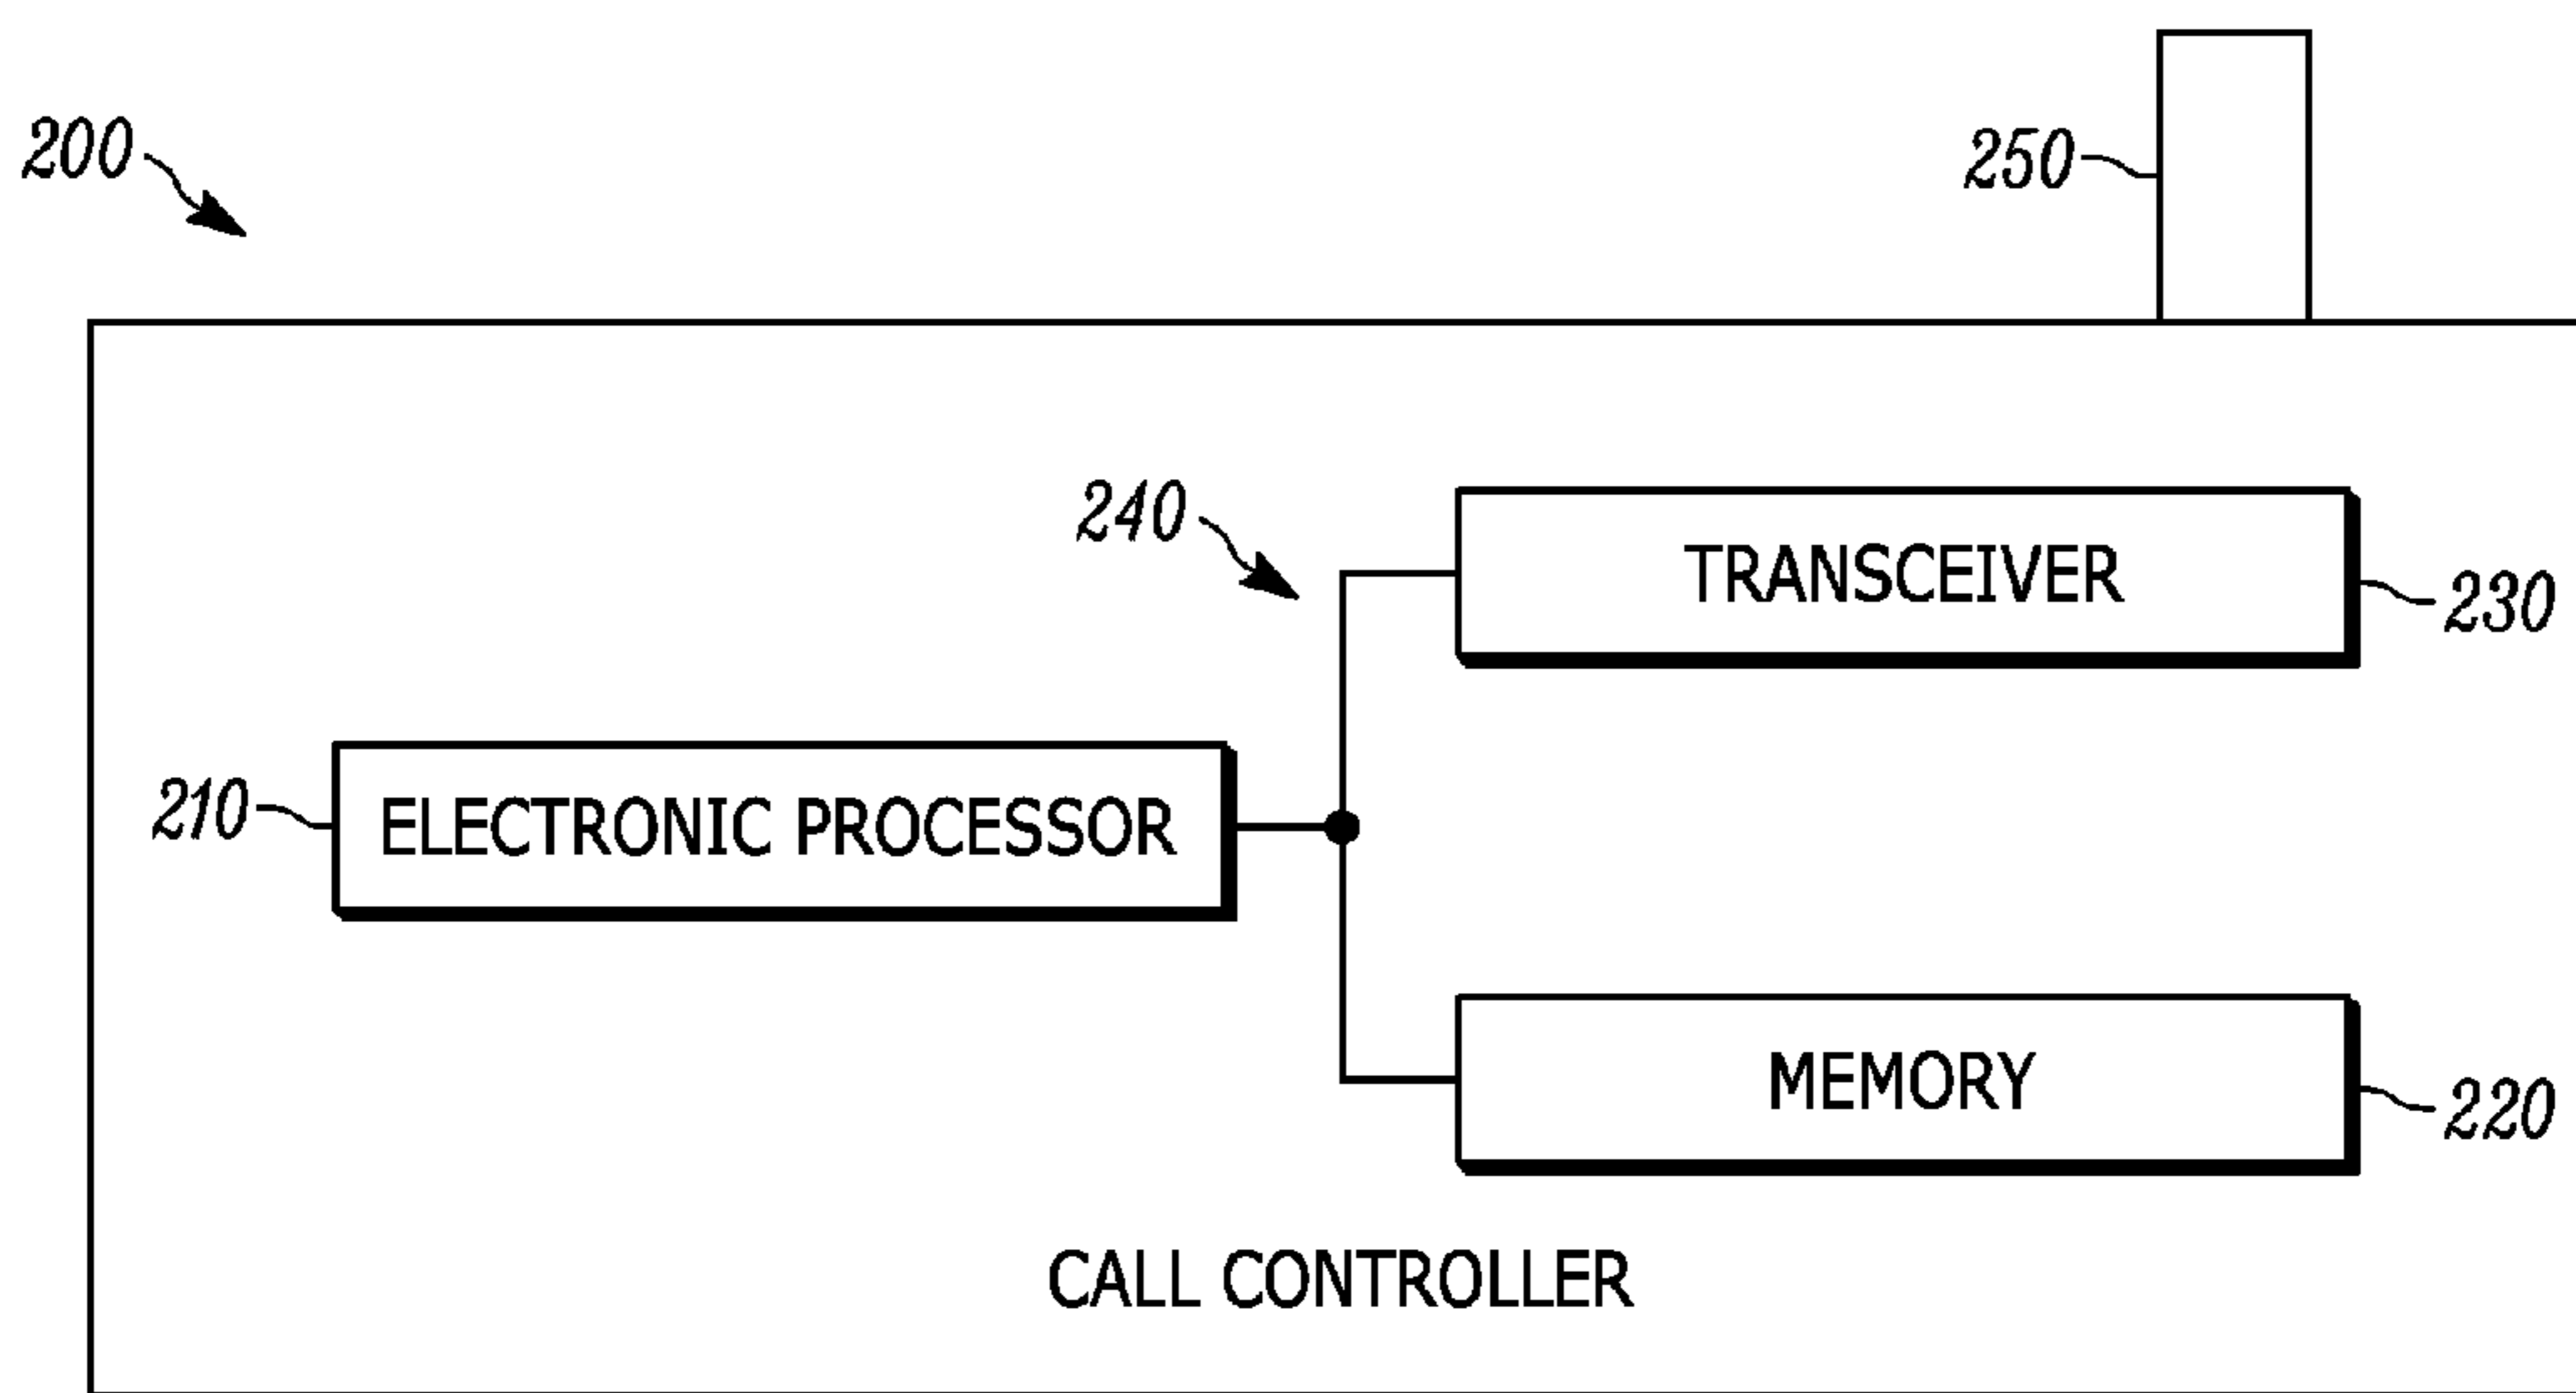 200
250
240
TRANSCEIVER
230
210
ELECTRONIC PROCESSOR
MEMORY
220
CALL CONTROLLER